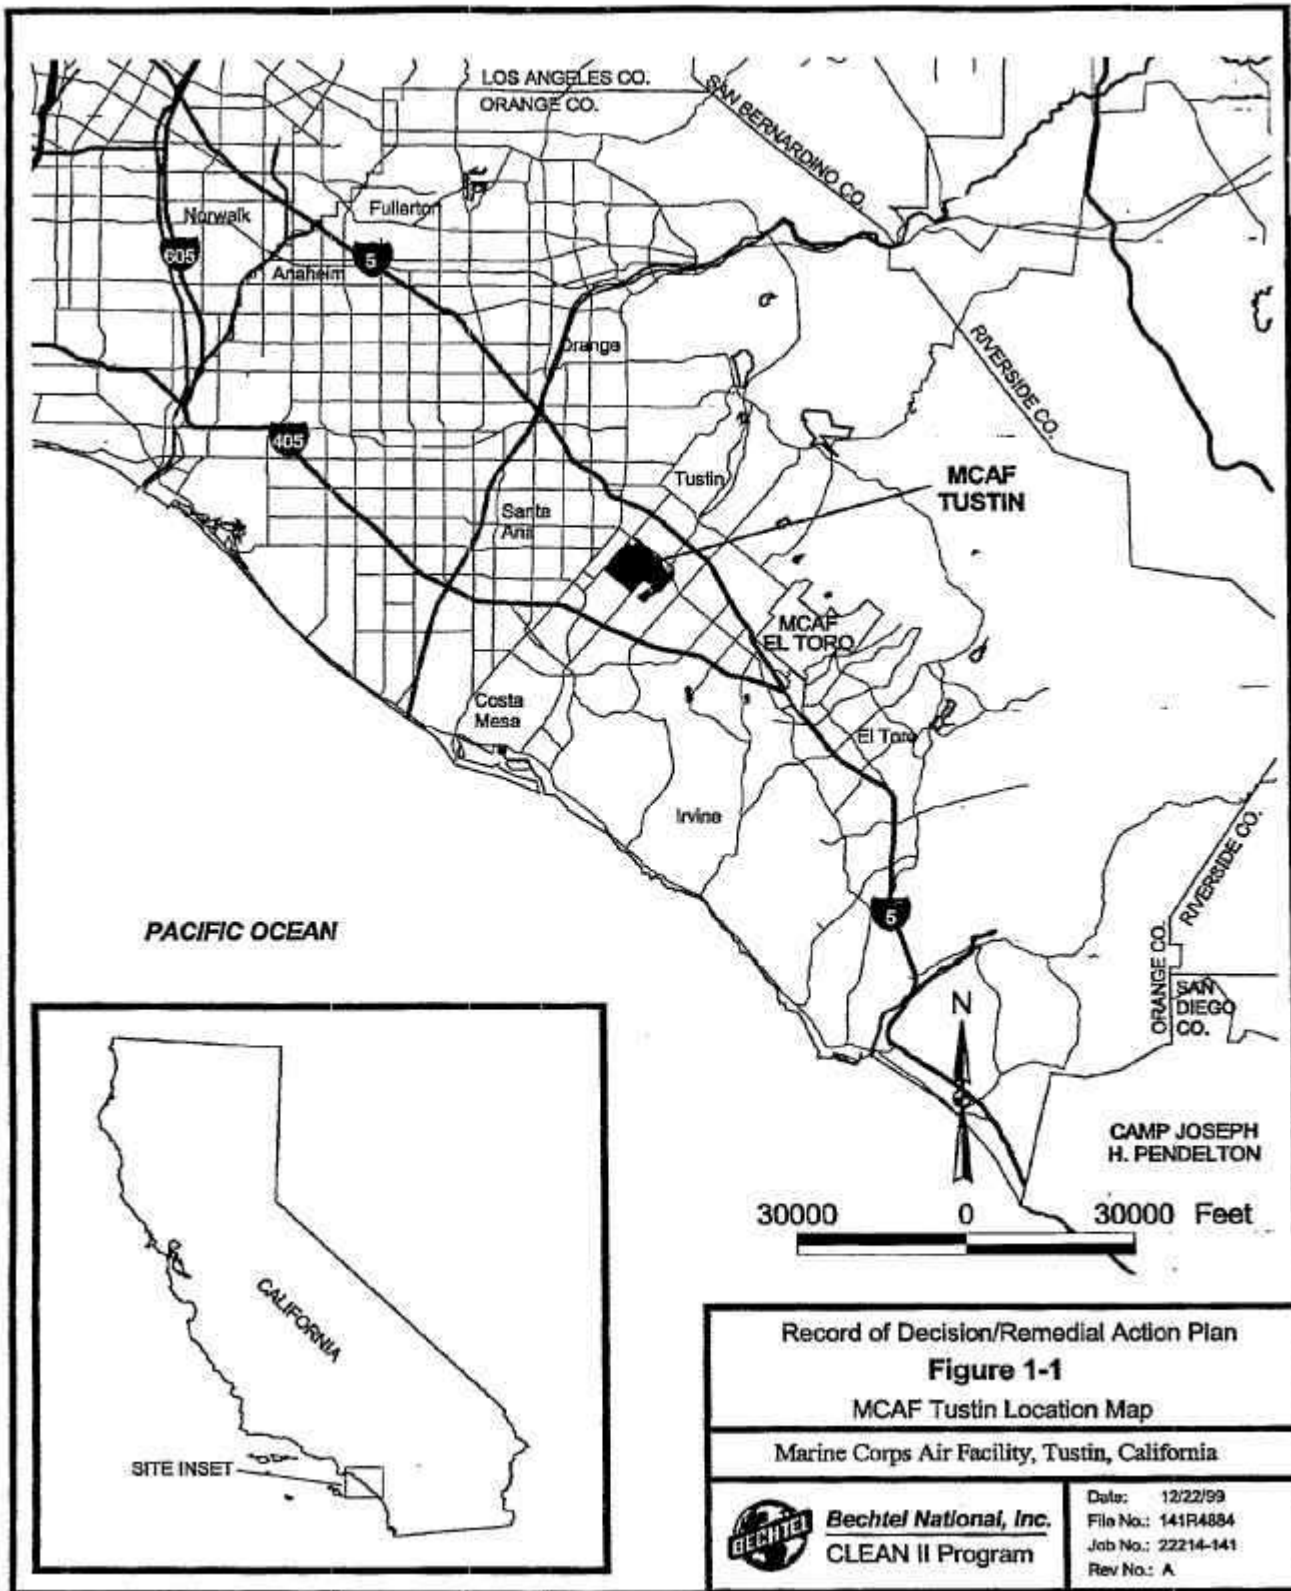 LOS ANGELES CO.
ORANGE CO.
SAN BERNARDINO CO.
Norwalk
Fullerton
605
5
Anaheim
Orange
RIVERSIDE CO.
405
Tustin
MCAF
TUSTIN
Santa
Ana
MCAF
EL TORO
Costa
Mesa
El Toro
Irvine
RIVERSIDE CO.
5
PACIFIC OCEAN
ORANGE CO.
SAN
DIEGO
CO.
N
CAMP JOSEPH
H. PENDELTON
30000 0 30000 Feet
CALIFORNIA
SITE INSET
Record of Decision/Remedial Action Plan
Figure 1-1
MCAF Tustin Location Map
Marine Corps Air Facility, Tustin, California
BECHTEL
Bechtel National, Inc.
CLEAN II Program
Date: 12/22/99
File No.: 141R4884
Job No.: 22214-141
Rev No.: A